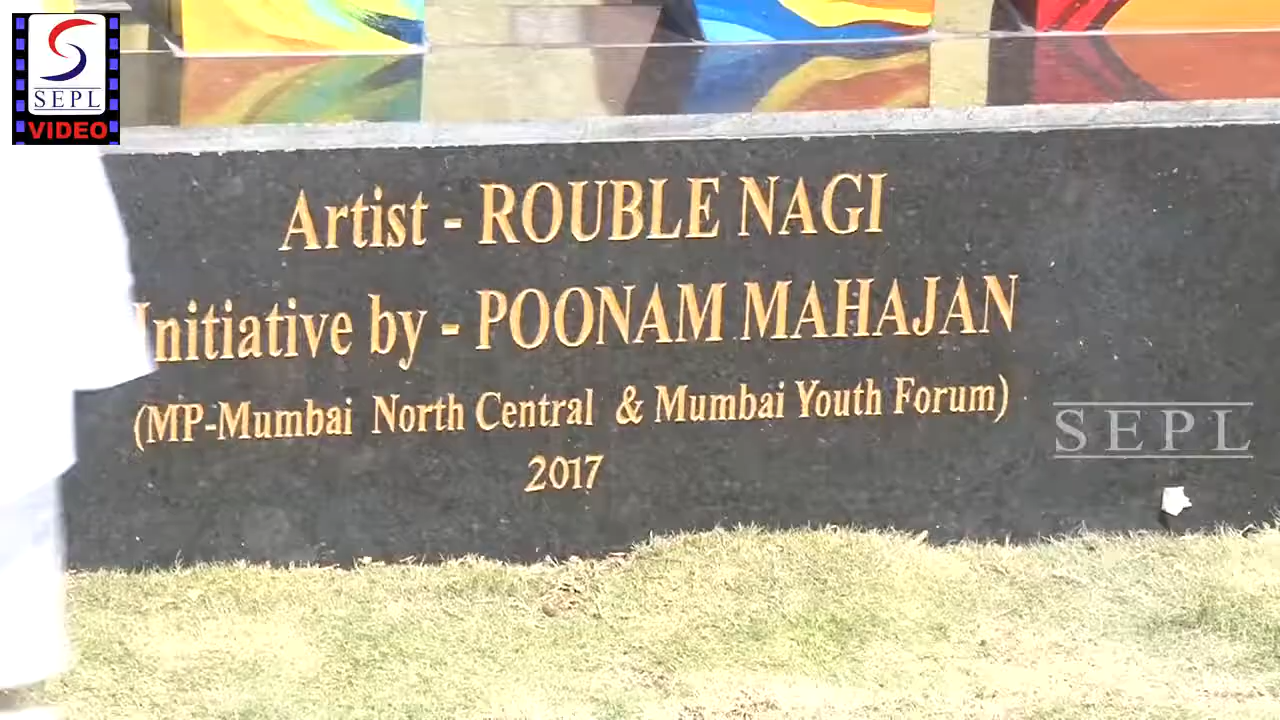 SEPL
VIDEO
Artist - ROUBLE NAGI
Initiative by - POONAM MAHAJAN
(MP-Mumbai North Central & Mumbai Youth Forum)
2017
SEPL